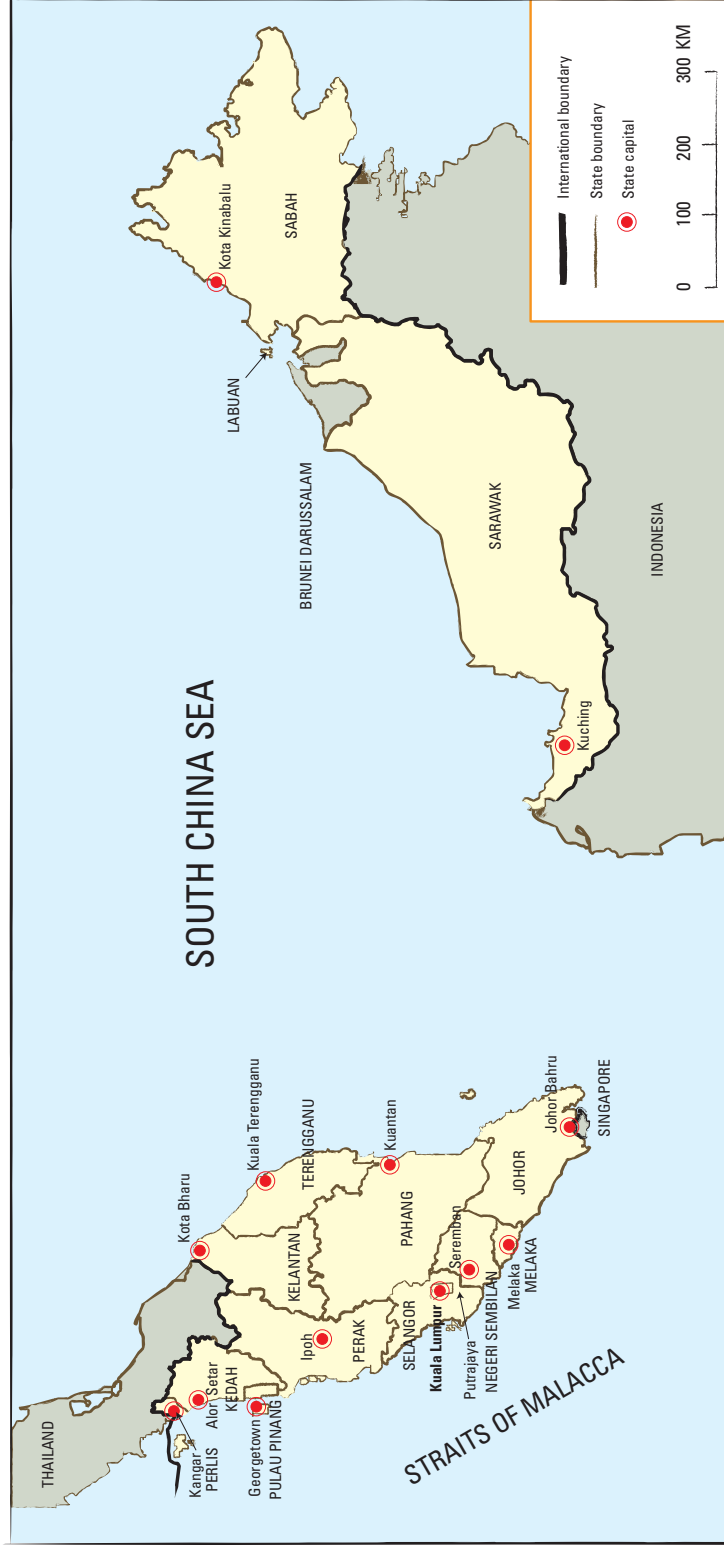 THAILAND
Kangar
PERLIS
Alor Setar
KEDAH
Georgetown
PULAU PINANG
Kota Bharu
Kuala Terengganu
TERENGGANU
KELANTAN
Ipoh
PERAK
Kuantan
PAHANG
SELANGOR
Kuala Lumpur
Putrajaya
Seremban
NEGERI SEMBILAN
Melaka
MELAKA
JOHOR
Johor Bahru
SINGAPORE
STRAITS OF MALACCA
SOUTH CHINA SEA
Kota Kinabalu
SABAH
LABUAN
BRUNEI DARUSSALAM
SARAWAK
Kuching
INDONESIA
International boundary
State boundary
State capital
0 100 200 300 KM